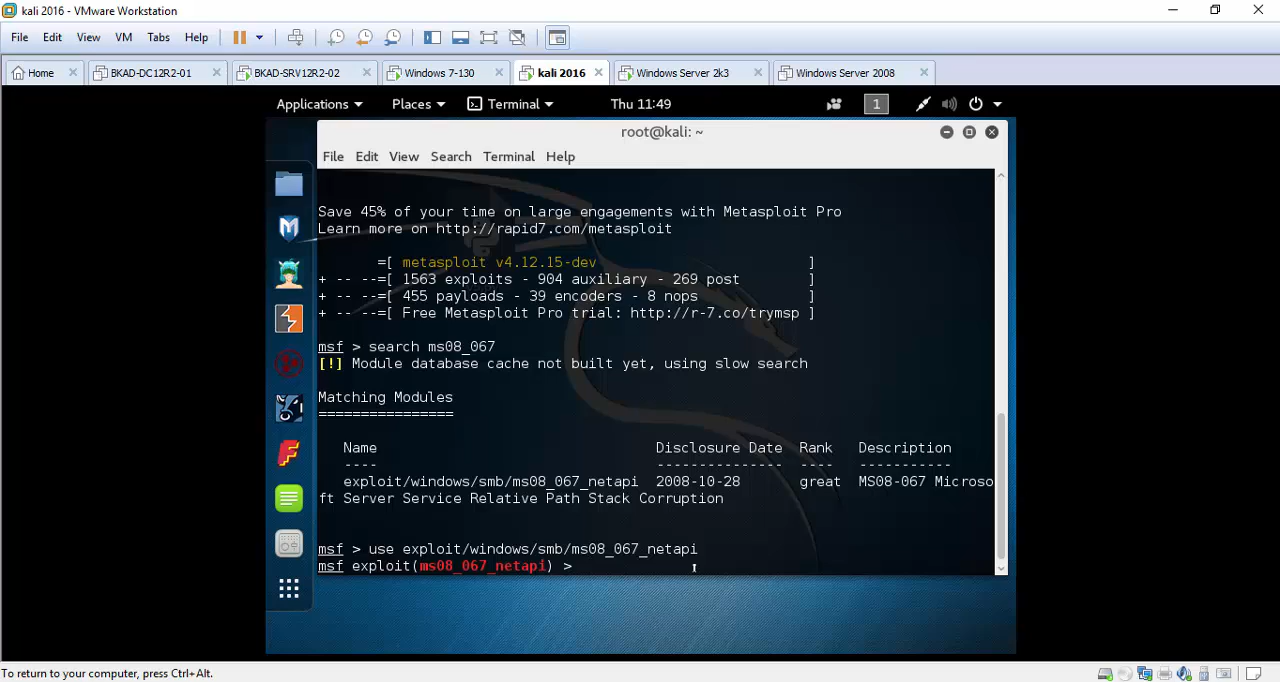 kali 2016 - VMware Workstation
File Edit View VM Tabs Help
Home BKAD-DC12R2-01 BKAD-SRV12R2-02 Windows 7-130 kali 2016 Windows Server 2k3 Windows Server 2008
Applications Places Terminal Thu 11:49 1
root@kali: ~
File Edit View Search Terminal Help
Save 45% of your time on large engagements with Metasploit Pro
Learn more on http://rapid7.com/metasploit
=[ metasploit v4.12.15-dev ]
+ -- --=[ 1563 exploits - 904 auxiliary - 269 post ]
+ -- --=[ 455 payloads - 39 encoders - 8 nops ]
+ -- --=[ Free Metasploit Pro trial: http://r-7.co/trymsp ]
msf > search ms08_067
[!] Module database cache not built yet, using slow search
Matching Modules
================
Name Disclosure Date Rank Description
---- --------------- ---- -----------
exploit/windows/smb/ms08_067_netapi 2008-10-28 great MS08-067 Microso
ft Server Service Relative Path Stack Corruption
msf > use exploit/windows/smb/ms08_067_netapi
msf exploit(ms08_067_netapi) >
To return to your computer, press Ctrl+Alt.